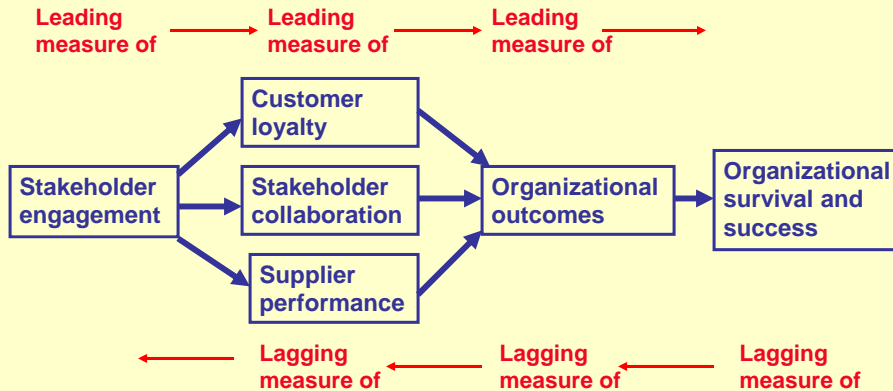 Leading
measure of
Leading
measure of
Leading
measure of
Customer
loyalty
Stakeholder
engagement
Stakeholder
collaboration
Organizational
outcomes
Organizational
survival and
success
Supplier
performance
Lagging
measure of
Lagging
measure of
Lagging
measure of